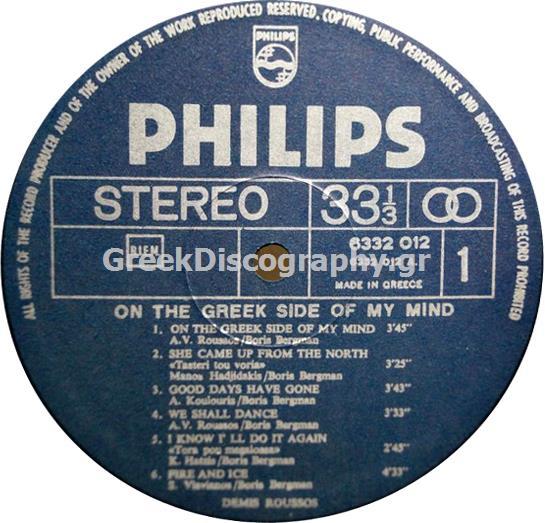 ALL RIGHTS OF THE RECORD PRODUCER AND OF THE OWNER OF THE WORK REPRODUCED RESERVED. COPYING, PUBLIC PERFORMANCE AND BROADCASTING OF THIS RECORD PROHIBITED
PHILIPS
PHILIPS
STEREO 33⅓
BIEM 6332 012 1
GreekDiscography.gr
MADE IN GREECE
ON THE GREEK SIDE OF MY MIND
1. ON THE GREEK SIDE OF MY MIND 3'45"
A.V. Roussos/Boris Bergman
2. SHE CAME UP FROM THE NORTH
«Tasteri tou voria» 3'25"
Manos Hadjidakis/Boris Bergman
3. GOOD DAYS HAVE GONE 3'43"
A. Koulouris/Boris Bergman
4. WE SHALL DANCE 3'33"
A.V. Roussos/Boris Bergman
5. I KNOW I' LL DO IT AGAIN
«Tora pou megalosa» 2'45"
K. Hatzis/Boris Bergman
6. FIRE AND ICE 4'33"
S. Vlavianos/Boris Bergman
DEMIS ROUSSOS